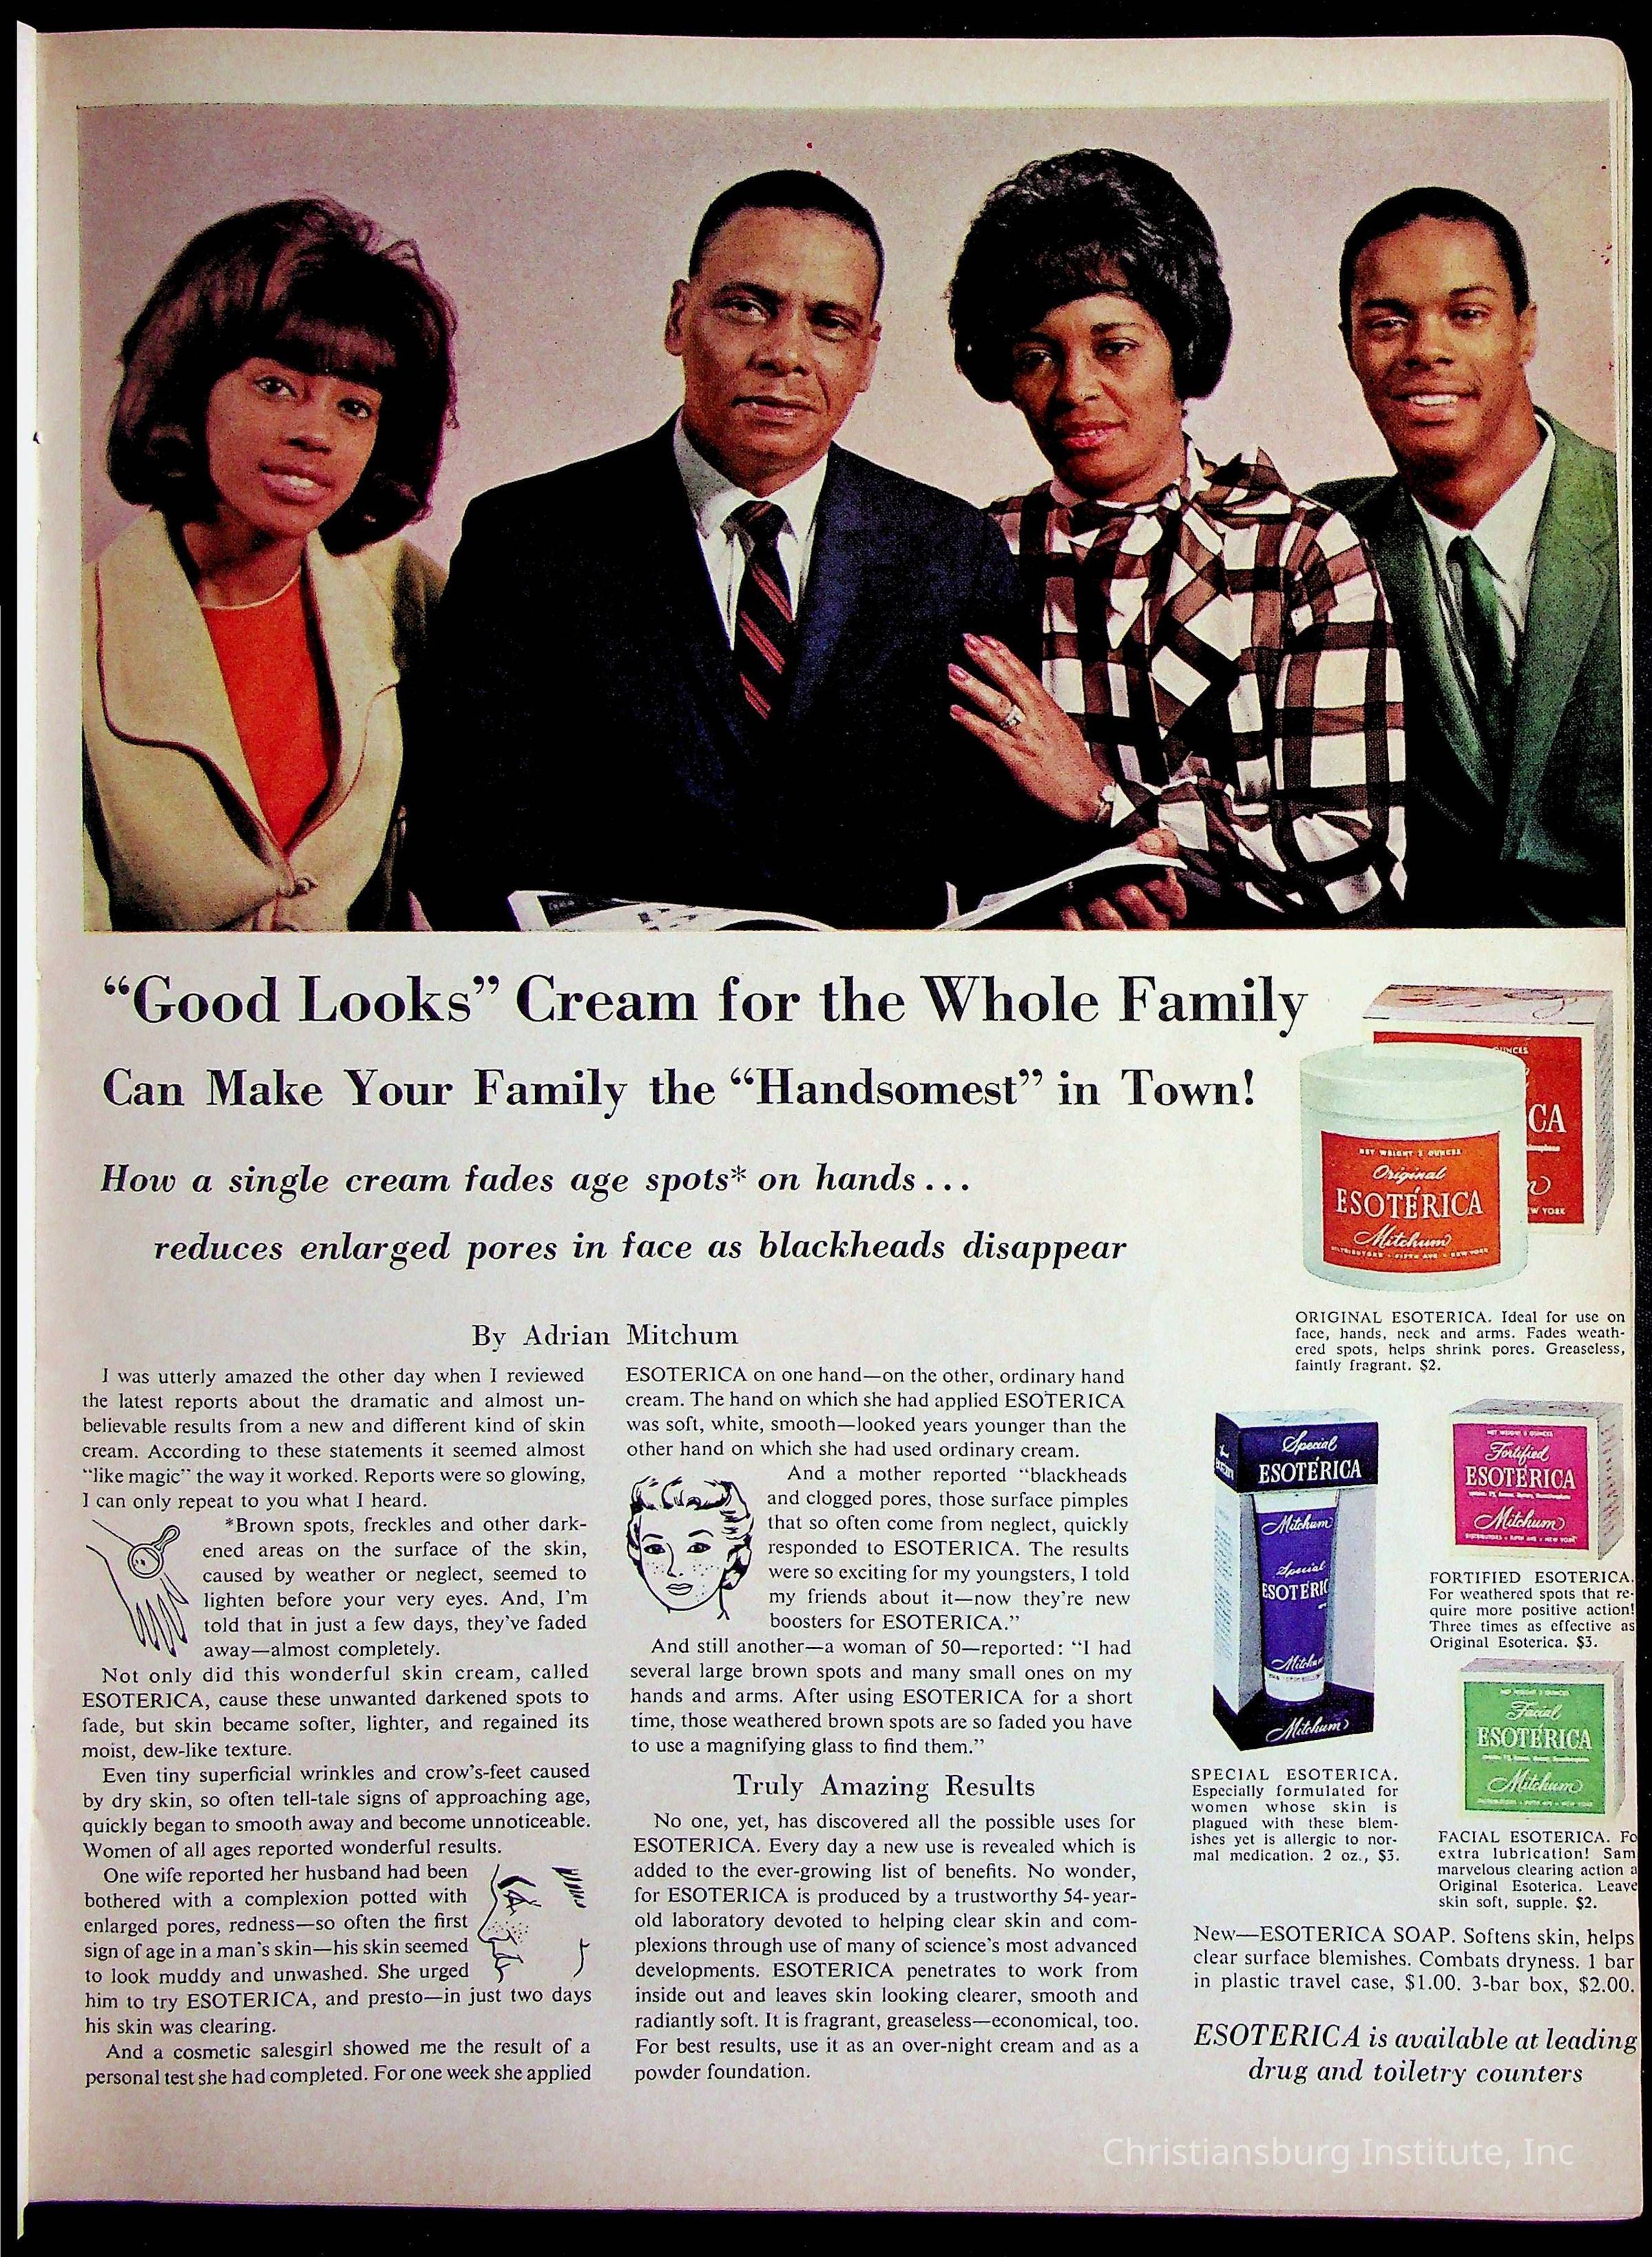 “Good Looks” Cream for the Whole Family
Can Make Your Family the “Handsomest” in Town!
How a single cream fades age spots* on hands...
reduces enlarged pores in face as blackheads disappear
By Adrian Mitchum
I was utterly amazed the other day when I reviewed
the latest reports about the dramatic and almost un-
believable results from a new and different kind of skin
cream. According to these statements it seemed almost
“like magic” the way it worked. Reports were so glowing,
I can only repeat to you what I heard.
*Brown spots, freckles and other dark-
ened areas on the surface of the skin,
caused by weather or neglect, seemed to
lighten before your very eyes. And, I’m
told that in just a few days, they’ve faded
away—almost completely.
Not only did this wonderful skin cream, called
ESOTERICA, cause these unwanted darkened spots to
fade, but skin became softer, lighter, and regained its
moist, dew-like texture.
Even tiny superficial wrinkles and crow’s-feet caused
by dry skin, so often tell-tale signs of approaching age,
quickly began to smooth away and become unnoticeable.
Women of all ages reported wonderful results.
One wife reported her husband had been
bothered with a complexion potted with
enlarged pores, redness—so often the first
sign of age in a man’s skin—his skin seemed
to look muddy and unwashed. She urged
him to try ESOTERICA, and presto—in just two days
his skin was clearing.
And a cosmetic salesgirl showed me the result of a
personal test she had completed. For one week she applied
ESOTERICA on one hand—on the other, ordinary hand
cream. The hand on which she had applied ESOTERICA
was soft, white, smooth—looked years younger than the
other hand on which she had used ordinary cream.
And a mother reported “blackheads
and clogged pores, those surface pimples
that so often come from neglect, quickly
responded to ESOTERICA. The results
were so exciting for my youngsters, I told
my friends about it—now they’re new
boosters for ESOTERICA.”
And still another—a woman of 50—reported: “I had
several large brown spots and many small ones on my
hands and arms. After using ESOTERICA for a short
time, those weathered brown spots are so faded you have
to use a magnifying glass to find them.”
Truly Amazing Results
No one, yet, has discovered all the possible uses for
ESOTERICA. Every day a new use is revealed which is
added to the ever-growing list of benefits. No wonder,
for ESOTERICA is produced by a trustworthy 54-year-
old laboratory devoted to helping clear skin and com-
plexions through use of many of science’s most advanced
developments. ESOTERICA penetrates to work from
inside out and leaves skin looking clearer, smooth and
radiantly soft. It is fragrant, greaseless—economical, too.
For best results, use it as an over-night cream and as a
powder foundation.
OUNCES
CA
W YORK
NET WEIGHT 3 OUNCES
Original
ESOTÉRICA
Mitchum
DISTRIBUTORS • FIFTH AVE • NEW YORK
ORIGINAL ESOTERICA. Ideal for use on
face, hands, neck and arms. Fades weath-
ered spots, helps shrink pores. Greaseless,
faintly fragrant. $2.
Special
ESOTÉRICA
Mitchum
Special
ESOTÉRIC
Mitchum
Mitchum
SPECIAL ESOTERICA.
Especially formulated for
women whose skin is
plagued with these blem-
ishes yet is allergic to nor-
mal medication. 2 oz., $3.
Fortified
ESOTÉRICA
Mitchum
DISTRIBUTORS • FIFTH AVE • NEW YORK
FORTIFIED ESOTERICA.
For weathered spots that re-
quire more positive action!
Three times as effective as
Original Esoterica. $3.
Facial
ESOTÉRICA
Mitchum
FACIAL ESOTERICA. Fo
extra lubrication! Sam
marvelous clearing action a
Original Esoterica. Leave
skin soft, supple. $2.
New—ESOTERICA SOAP. Softens skin, helps
clear surface blemishes. Combats dryness. 1 bar
in plastic travel case, $1.00. 3-bar box, $2.00.
ESOTERICA is available at leading
drug and toiletry counters
Christiansburg Institute, Inc